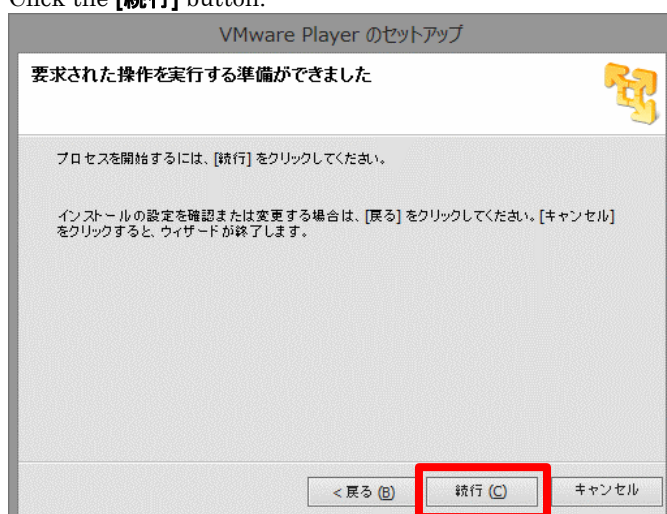 Click the [続行] button.
VMware Player のセットアップ
要求された操作を実行する準備ができました
プロセスを開始するには、[続行] をクリックしてください。
インストールの設定を確認または変更する場合は、[戻る] をクリックしてください。[キャンセル]
をクリックすると、ウィザードが終了します。
< 戻る (B)
続行 (C)
キャンセル